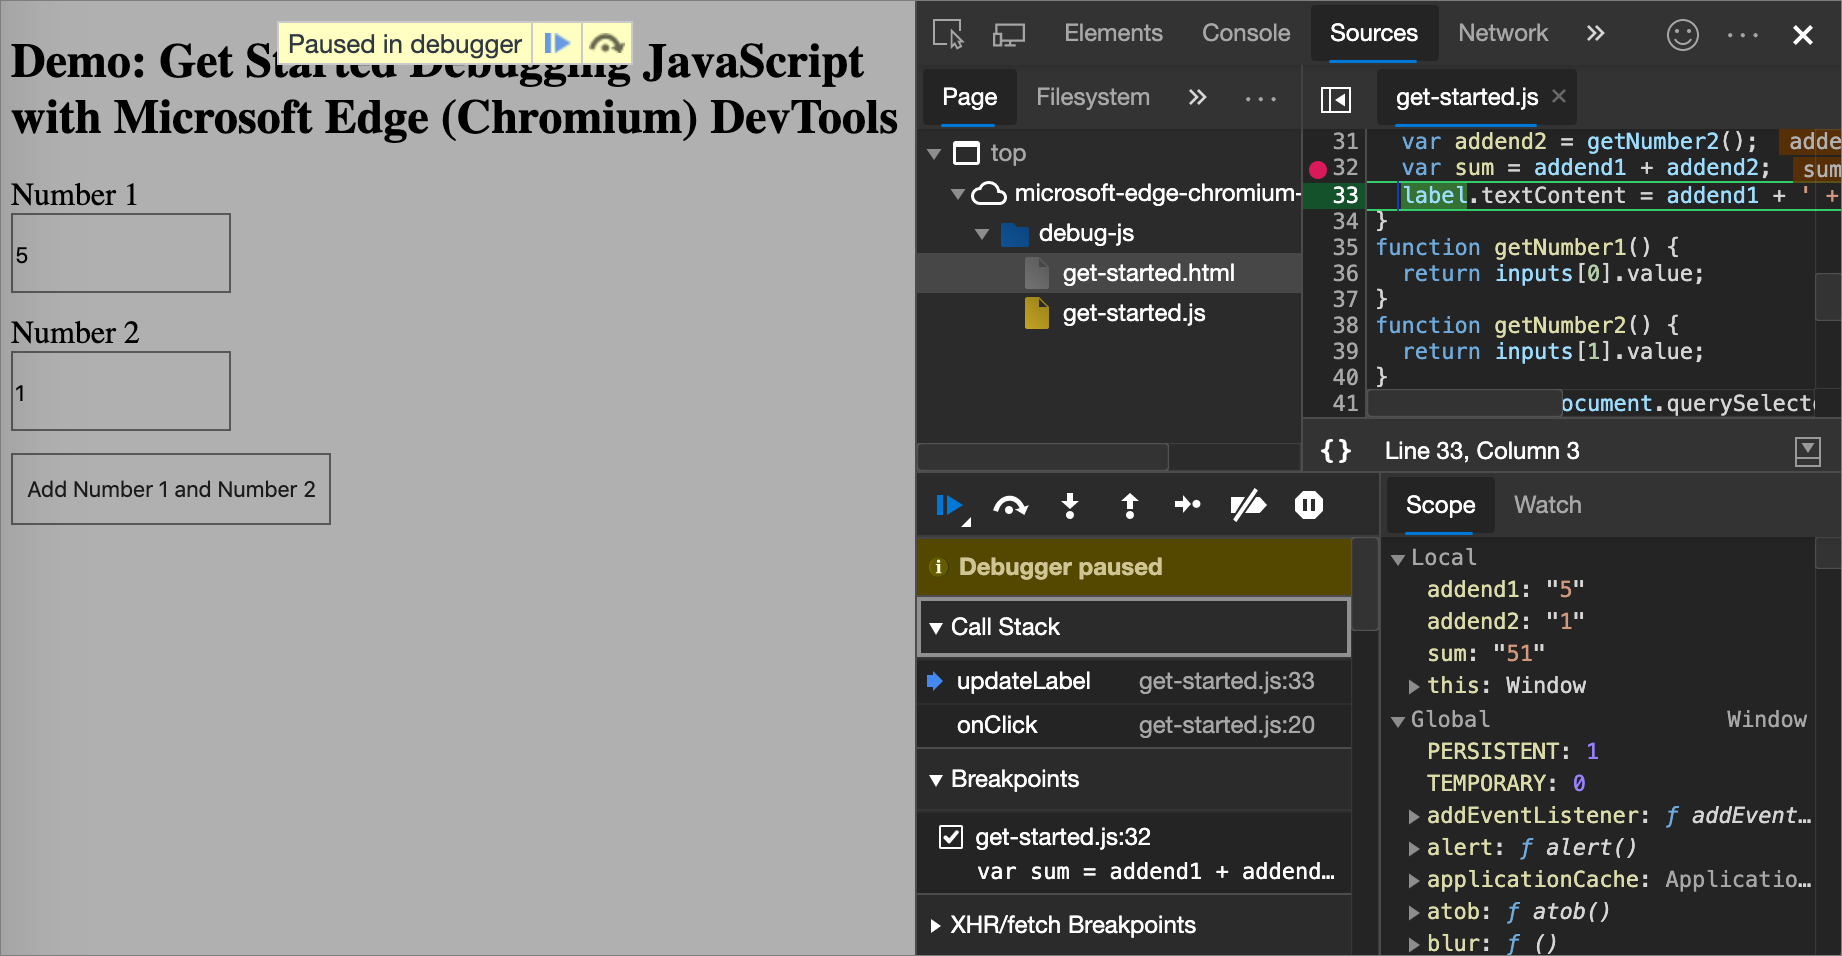 Paused in debugger
Demo: Get Started Debugging JavaScript
with Microsoft Edge (Chromium) DevTools
Number 1
5
Number 2
1
Add Number 1 and Number 2
Elements Console Sources Network
Page Filesystem
top
microsoft-edge-chromium-
debug-js
get-started.html
get-started.js
get-started.js
31 var addend2 = getNumber2(); adde
32 var sum = addend1 + addend2; sum
33 label.textContent = addend1 + ' +
34 }
35 function getNumber1() {
36 return inputs[0].value;
37 }
38 function getNumber2() {
39 return inputs[1].value;
40 }
41 ocument.querySelect
{} Line 33, Column 3
Debugger paused
Call Stack
updateLabel get-started.js:33
onClick get-started.js:20
Breakpoints
get-started.js:32
var sum = addend1 + addend…
XHR/fetch Breakpoints
Scope Watch
Local
addend1: "5"
addend2: "1"
sum: "51"
this: Window
Global Window
PERSISTENT: 1
TEMPORARY: 0
addEventListener: ƒ addEvent…
alert: ƒ alert()
applicationCache: Applicatio…
atob: ƒ atob()
blur: ƒ ()